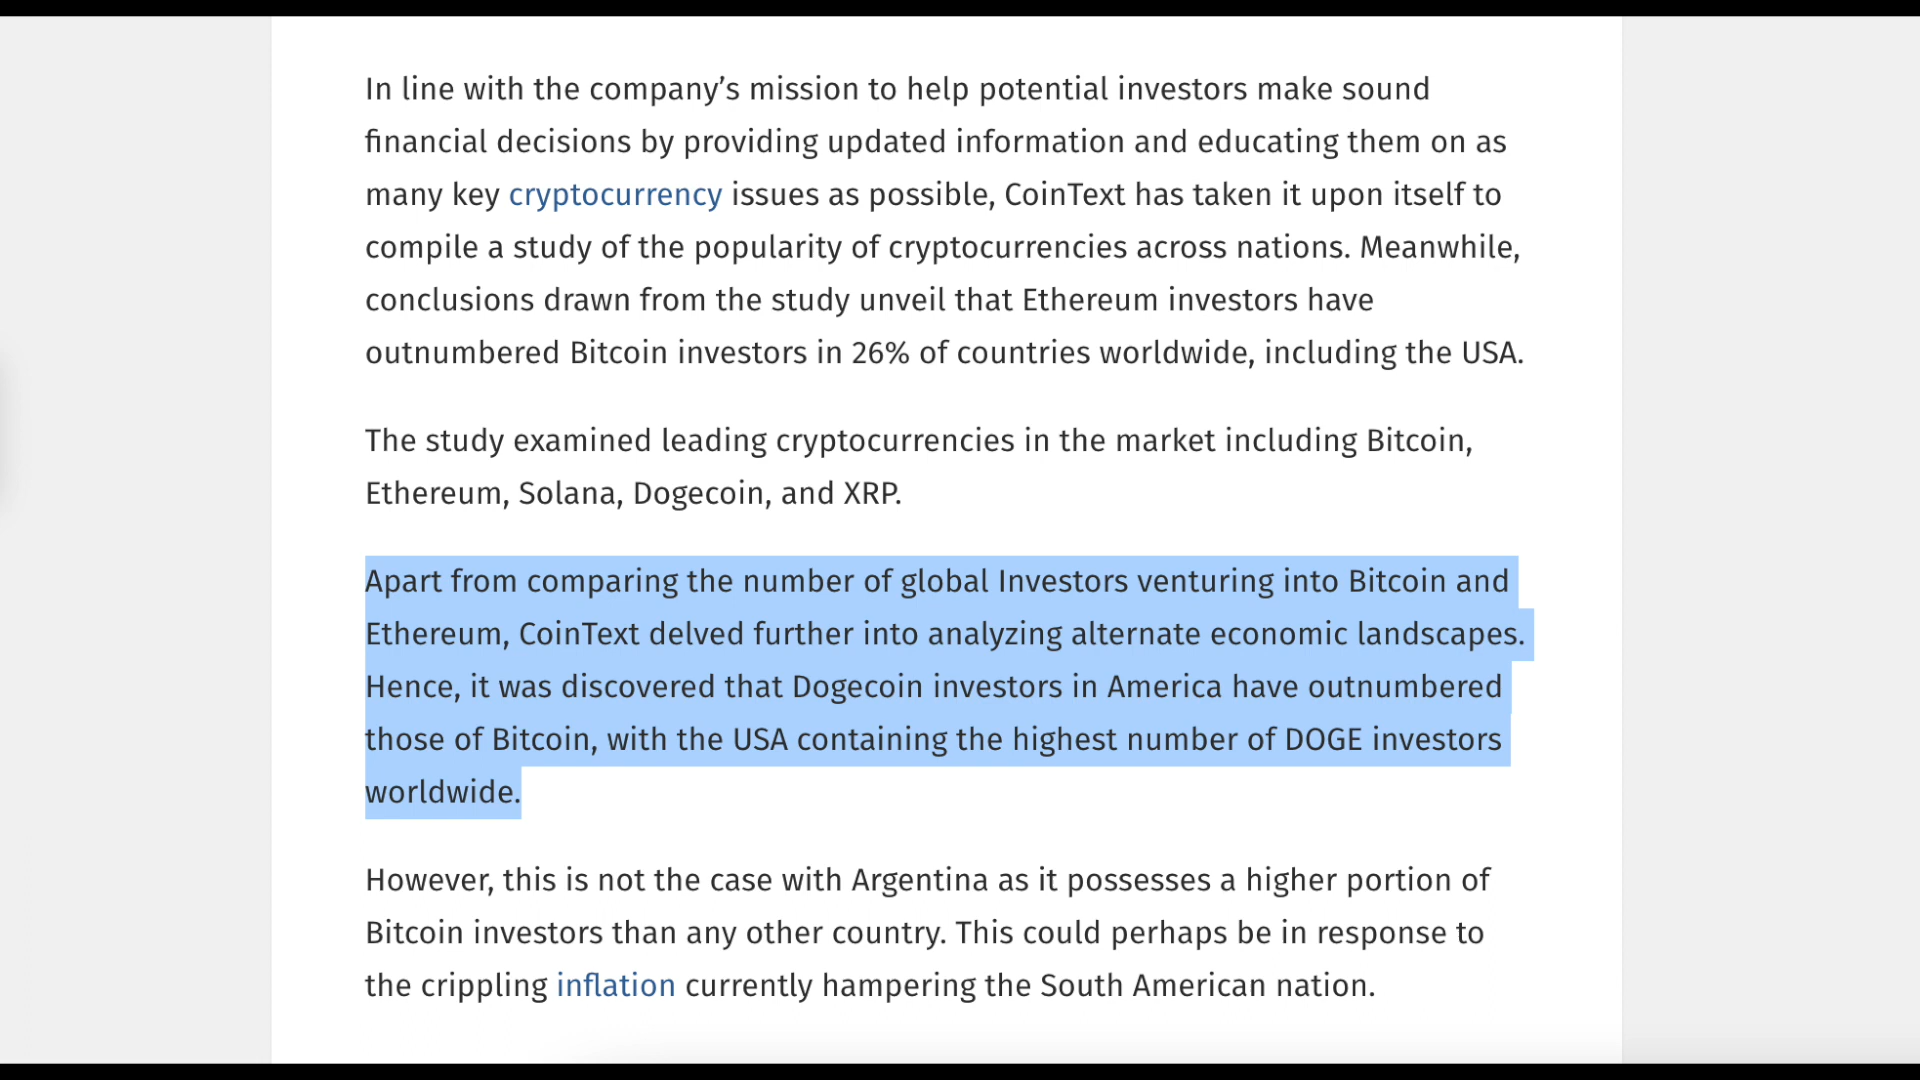 In line with the company’s mission to help potential investors make sound
financial decisions by providing updated information and educating them on as
many key cryptocurrency issues as possible, CoinText has taken it upon itself to
compile a study of the popularity of cryptocurrencies across nations. Meanwhile,
conclusions drawn from the study unveil that Ethereum investors have
outnumbered Bitcoin investors in 26% of countries worldwide, including the USA.
The study examined leading cryptocurrencies in the market including Bitcoin,
Ethereum, Solana, Dogecoin, and XRP.
Apart from comparing the number of global Investors venturing into Bitcoin and
Ethereum, CoinText delved further into analyzing alternate economic landscapes.
Hence, it was discovered that Dogecoin investors in America have outnumbered
those of Bitcoin, with the USA containing the highest number of DOGE investors
worldwide.
However, this is not the case with Argentina as it possesses a higher portion of
Bitcoin investors than any other country. This could perhaps be in response to
the crippling inflation currently hampering the South American nation.